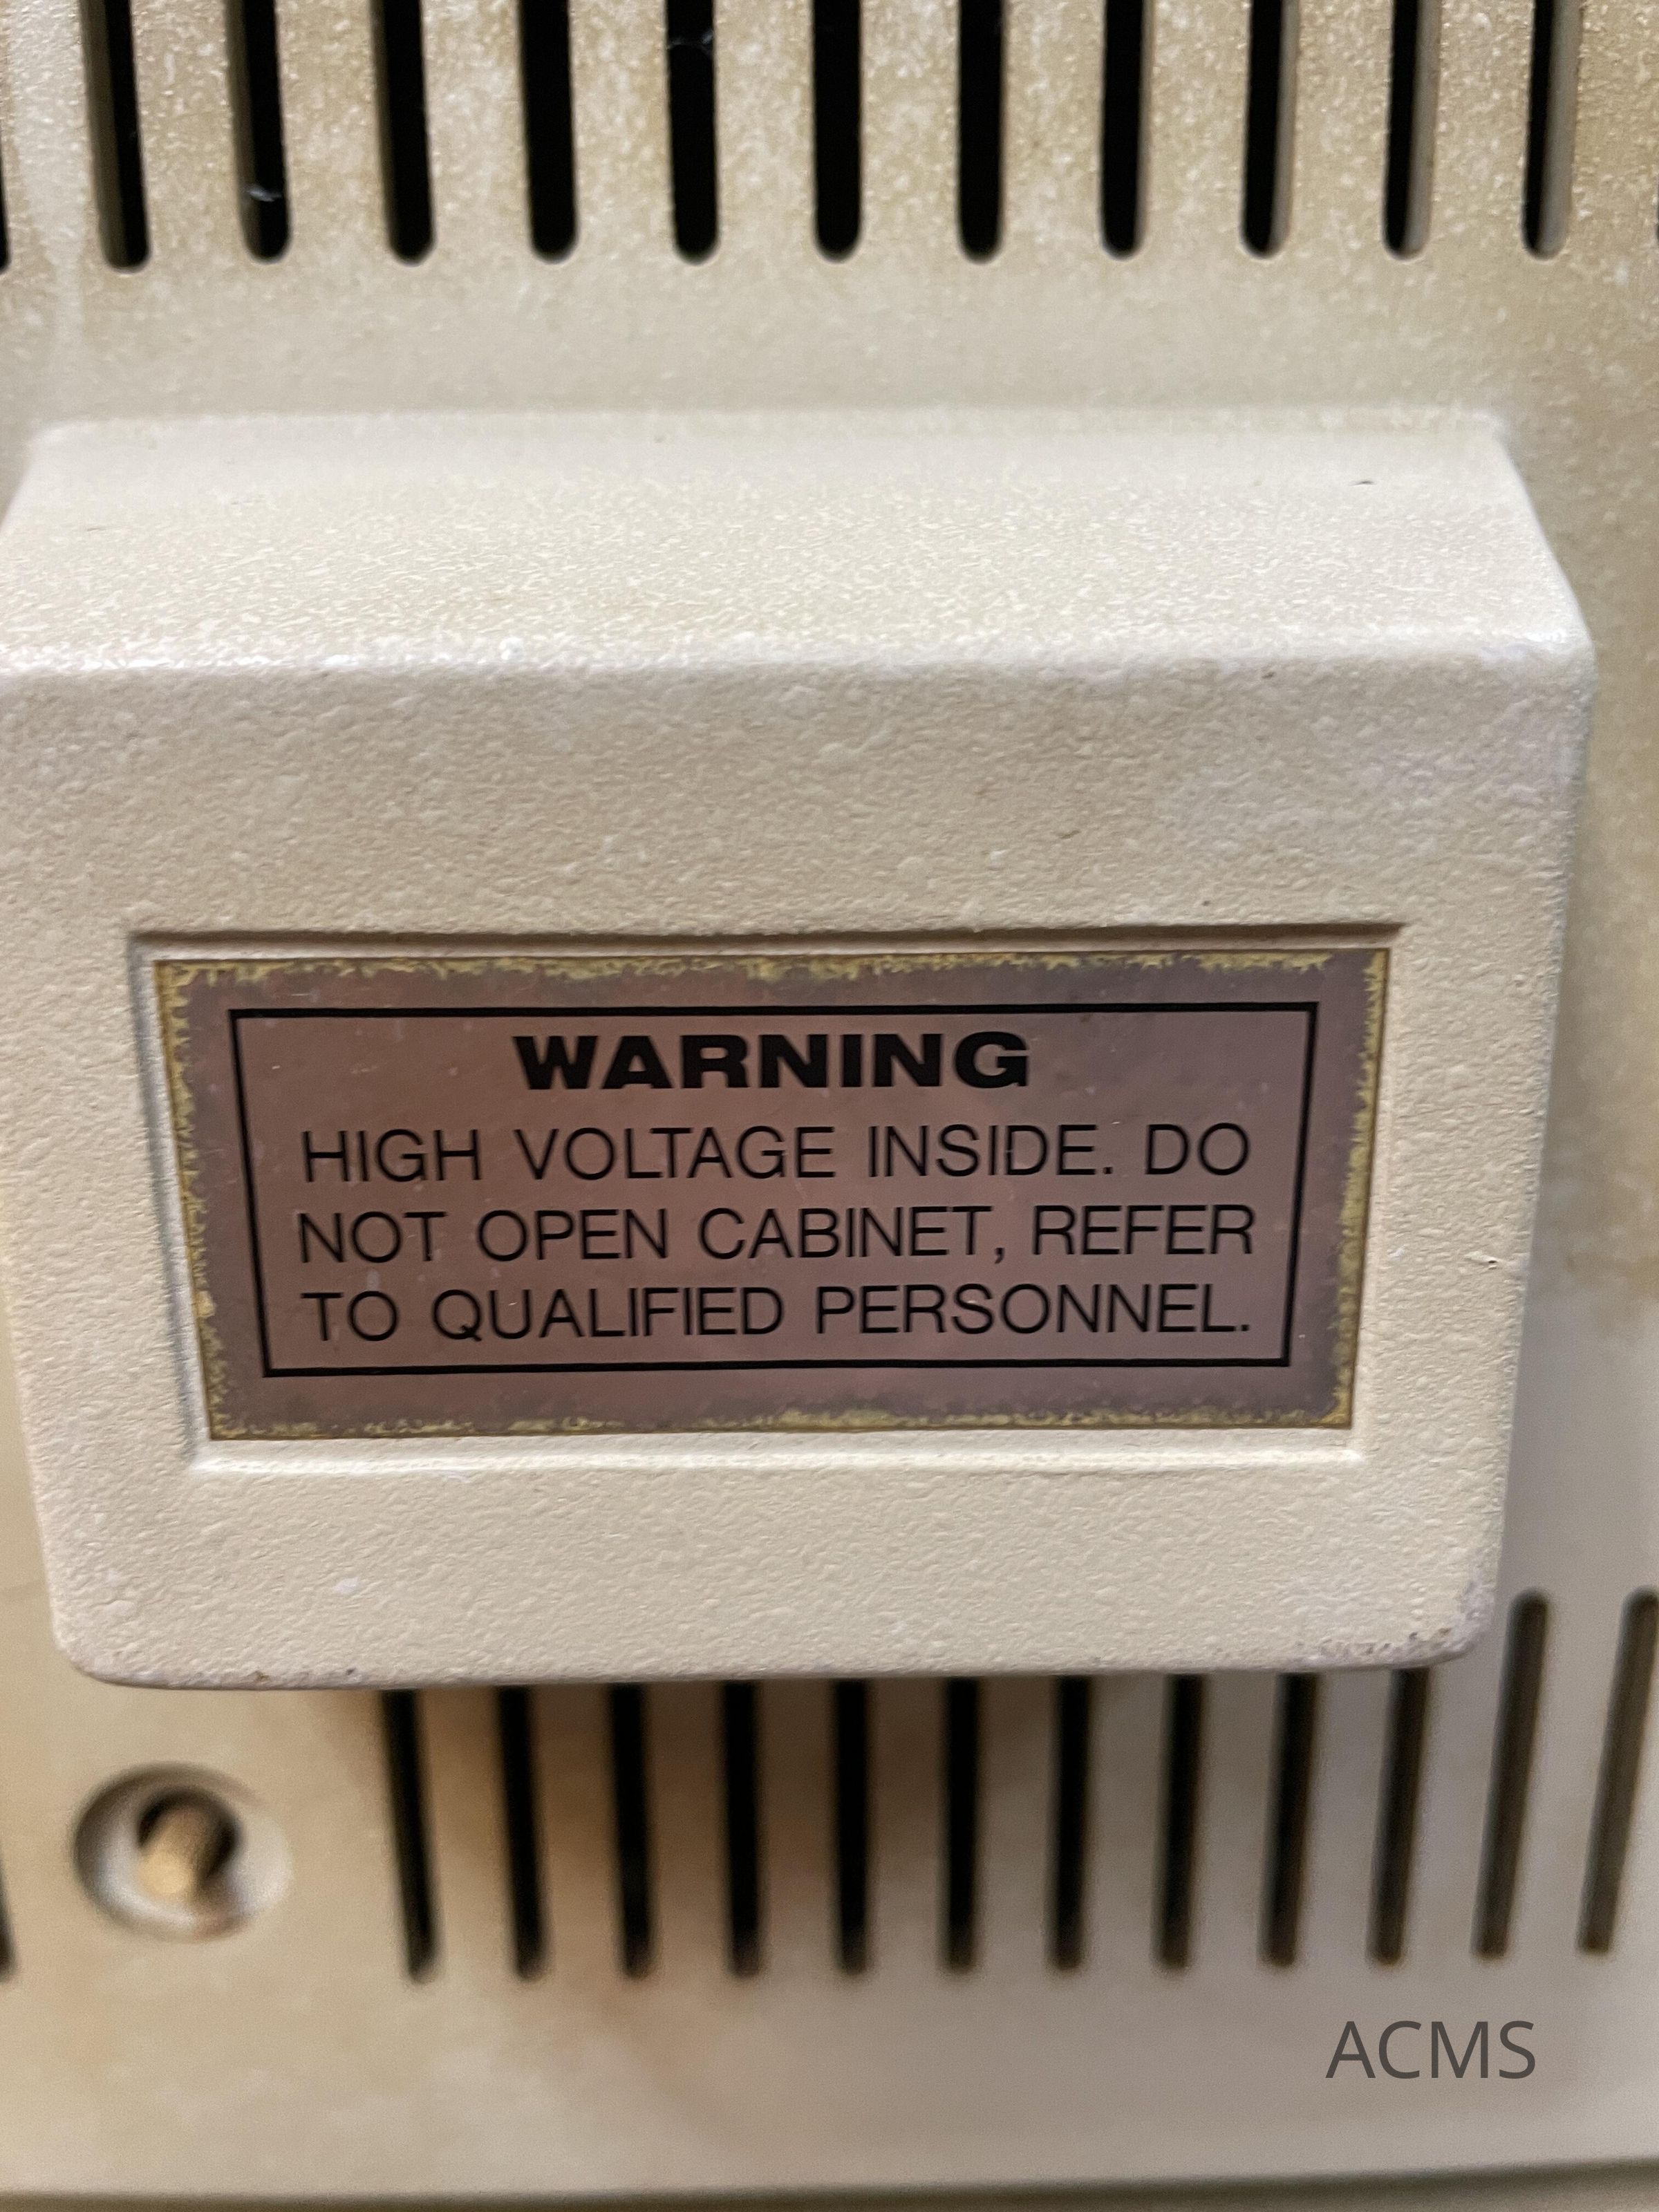 WARNING
HIGH VOLTAGE INSIDE. DO
NOT OPEN CABINET, REFER
TO QUALIFIED PERSONNEL.
ACMS